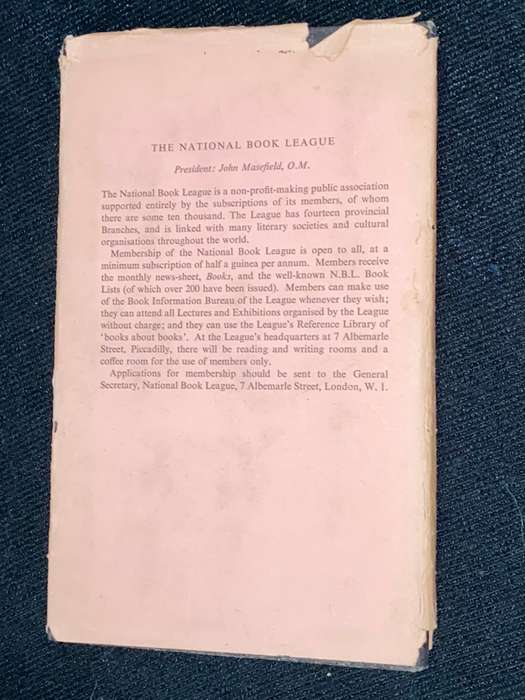 THE NATIONAL BOOK LEAGUE
President: John Masefield, O.M.
The National Book League is a non-profit-making public association
supported entirely by the subscriptions of its members, of whom
there are some ten thousand. The League has fourteen provincial
Branches, and is linked with many literary societies and cultural
organisations throughout the world.
Membership of the National Book League is open to all, at a
minimum subscription of half a guinea per annum. Members receive
the monthly news-sheet, Books, and the well-known N.B.L. Book
Lists (of which over 200 have been issued). Members can make use
of the Book Information Bureau of the League whenever they wish;
they can attend all Lectures and Exhibitions organised by the League
without charge; and they can use the League's Reference Library of
'books about books'. At the League's headquarters at 7 Albemarle
Street, Piccadilly, there will be reading and writing rooms and a
coffee room for the use of members only.
Applications for membership should be sent to the General
Secretary, National Book League, 7 Albemarle Street, London, W. 1.